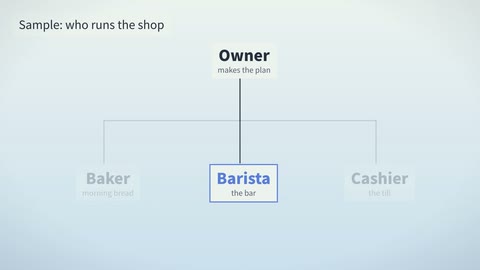 Sample: who runs the shop
Owner
makes the plan
Baker
morning bread
Barista
the bar
Cashier
the till